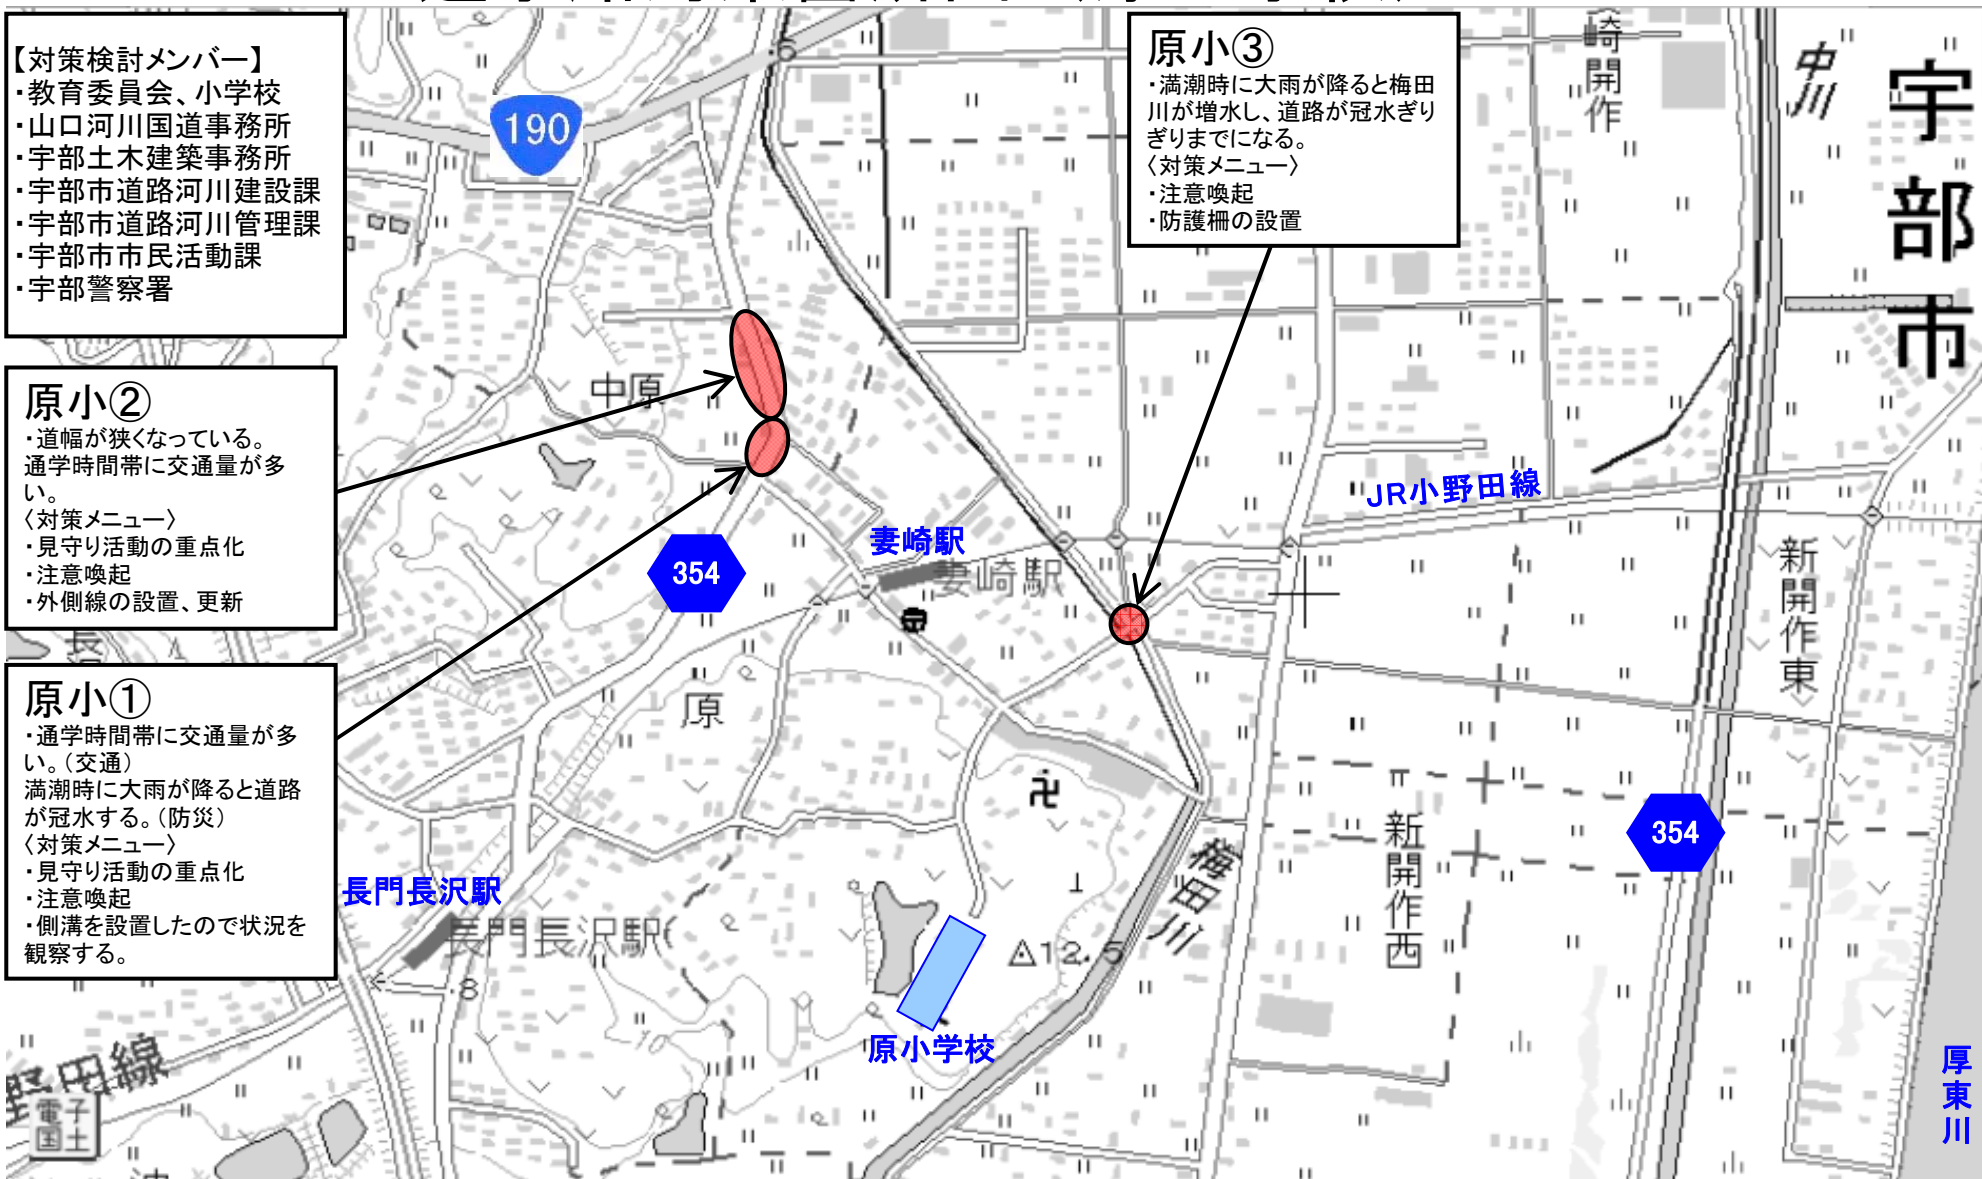 【対策検討メンバー】
・教育委員会、小学校
・山口河川国道事務所
・宇部土木建築事務所
・宇部市道路河川建設課
・宇部市道路河川管理課
・宇部市市民活動課
・宇部警察署
原小②
・道幅が狭くなっている。
通学時間帯に交通量が多
い。
〈対策メニュー〉
・見守り活動の重点化
・注意喚起
・外側線の設置、更新
原小①
・通学時間帯に交通量が多
い。（交通）
満潮時に大雨が降ると道路
が冠水する。（防災）
〈対策メニュー〉
・見守り活動の重点化
・注意喚起
・側溝を設置したので状況を
観察する。
原小③
・満潮時に大雨が降ると梅田
川が増水し、道路が冠水ぎり
ぎりまでになる。
〈対策メニュー〉
・注意喚起
・防護柵の設置
190
354
354
中原
妻崎駅
妻崎駅
JR小野田線
原
長門長沢駅
長門長沢駅
.8
12.5
原小学校
梅田川
新開作西
新開作東
崎開作
中川
宇部市
厚東川
野田線
電子
国土